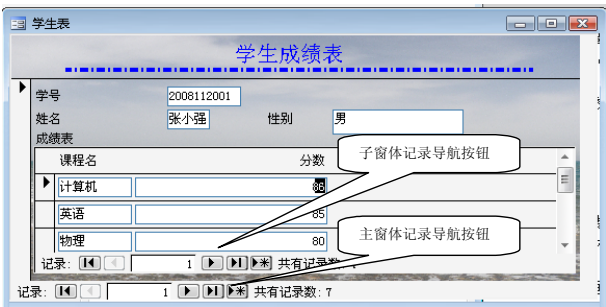 学生表
学生成绩表
学号 2008112001
姓名 张小强 性别 男
成绩表
课程名 分数
子窗体记录导航按钮
计算机 86
英语 85
主窗体记录导航按钮
物理 80
记录: 1 共有记录数:
记录: 1 共有记录数: 7